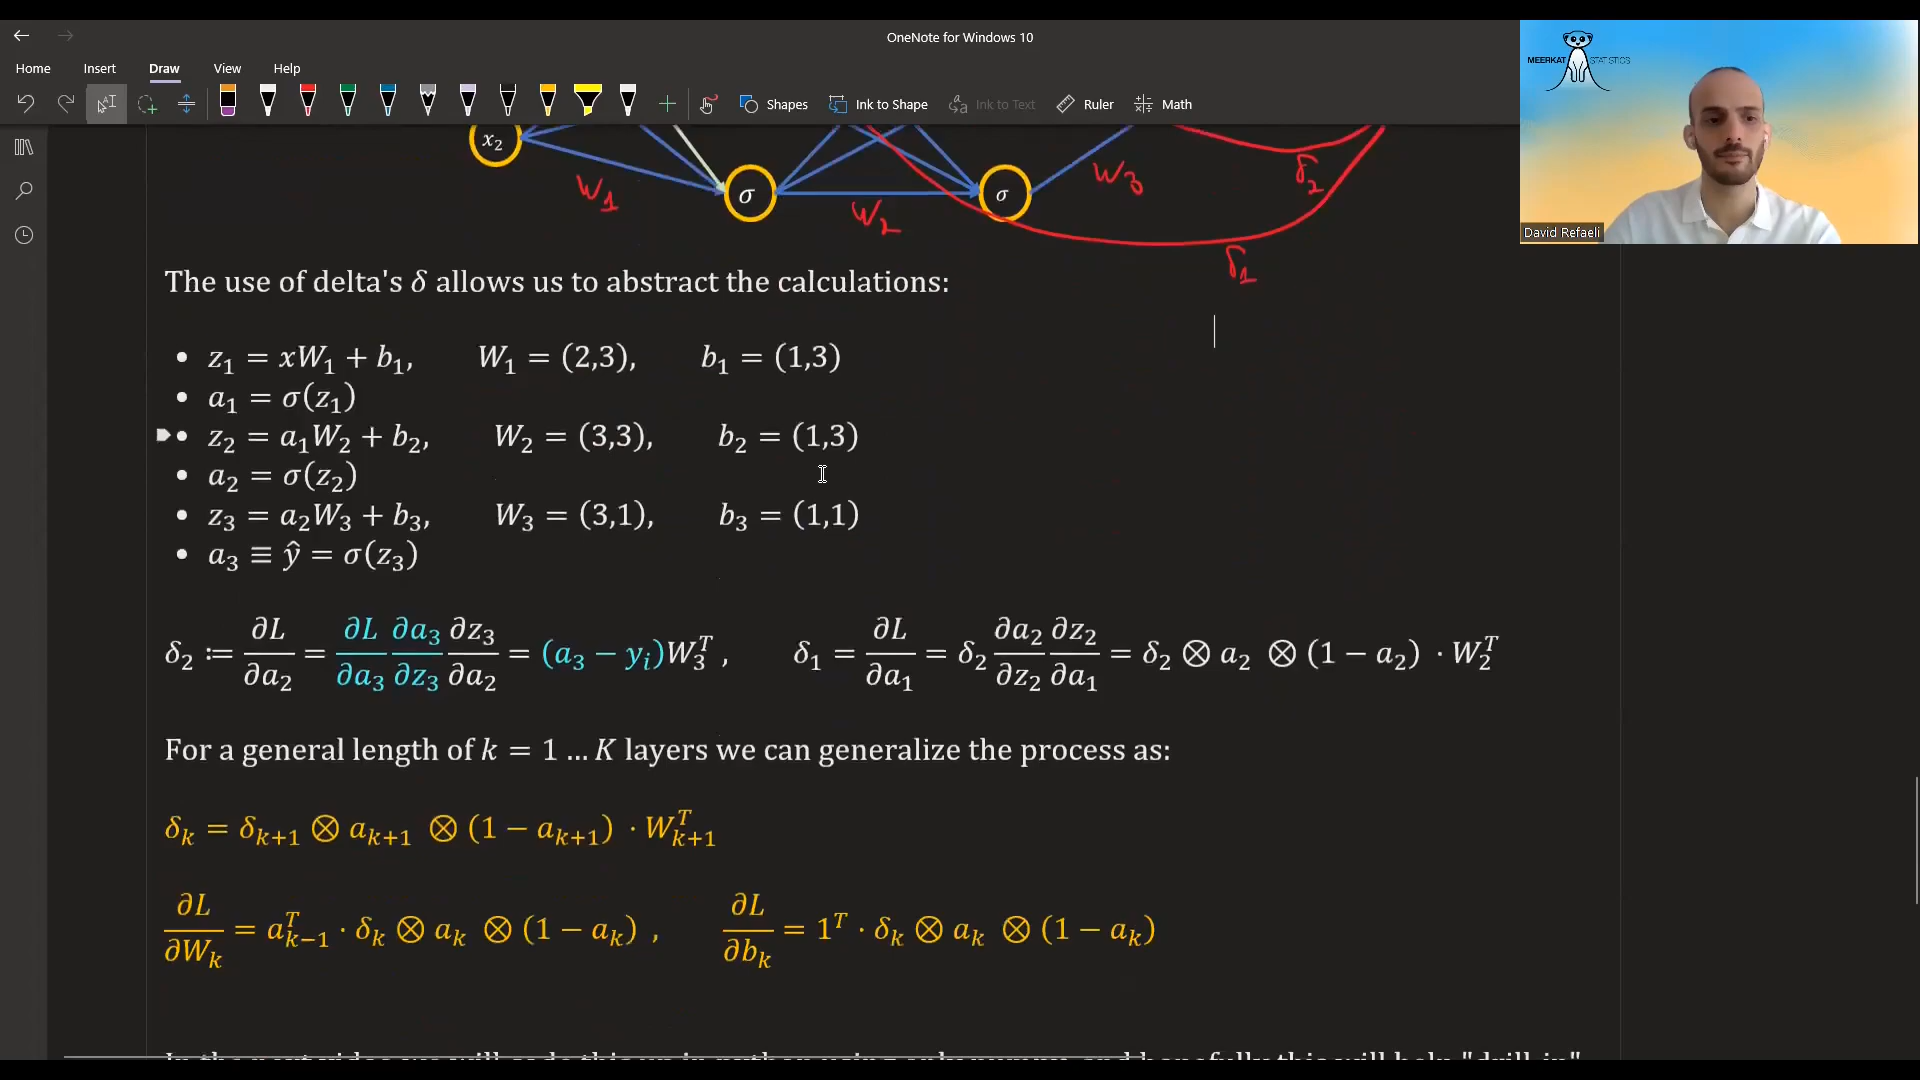 OneNote for Windows 10
Home Insert Draw View Help
Shapes Ink to Shape Ink to Text Ruler Math
MEERKAT STATISTICS
David Refaeli
x₂ W₁ σ W₂ σ W₃ δ₂
δ₁
The use of delta's δ allows us to abstract the calculations:
• z₁ = xW₁ + b₁, W₁ = (2,3), b₁ = (1,3)
• a₁ = σ(z₁)
• z₂ = a₁W₂ + b₂, W₂ = (3,3), b₂ = (1,3)
• a₂ = σ(z₂)
• z₃ = a₂W₃ + b₃, W₃ = (3,1), b₃ = (1,1)
• a₃ ≡ ŷ = σ(z₃)
δ₂ ≔ ∂L/∂a₂ = ∂L/∂a₃ ∂a₃/∂z₃ ∂z₃/∂a₂ = (a₃ − yᵢ)W₃ᵀ , δ₁ = ∂L/∂a₁ = δ₂ ∂a₂/∂z₂ ∂z₂/∂a₁ = δ₂ ⊗ a₂ ⊗ (1 − a₂) · W₂ᵀ
For a general length of k = 1 … K layers we can generalize the process as:
δₖ = δₖ₊₁ ⊗ aₖ₊₁ ⊗ (1 − aₖ₊₁) · Wₖ₊₁ᵀ
∂L/∂Wₖ = aₖ₋₁ᵀ · δₖ ⊗ aₖ ⊗ (1 − aₖ) , ∂L/∂bₖ = 1ᵀ · δₖ ⊗ aₖ ⊗ (1 − aₖ)